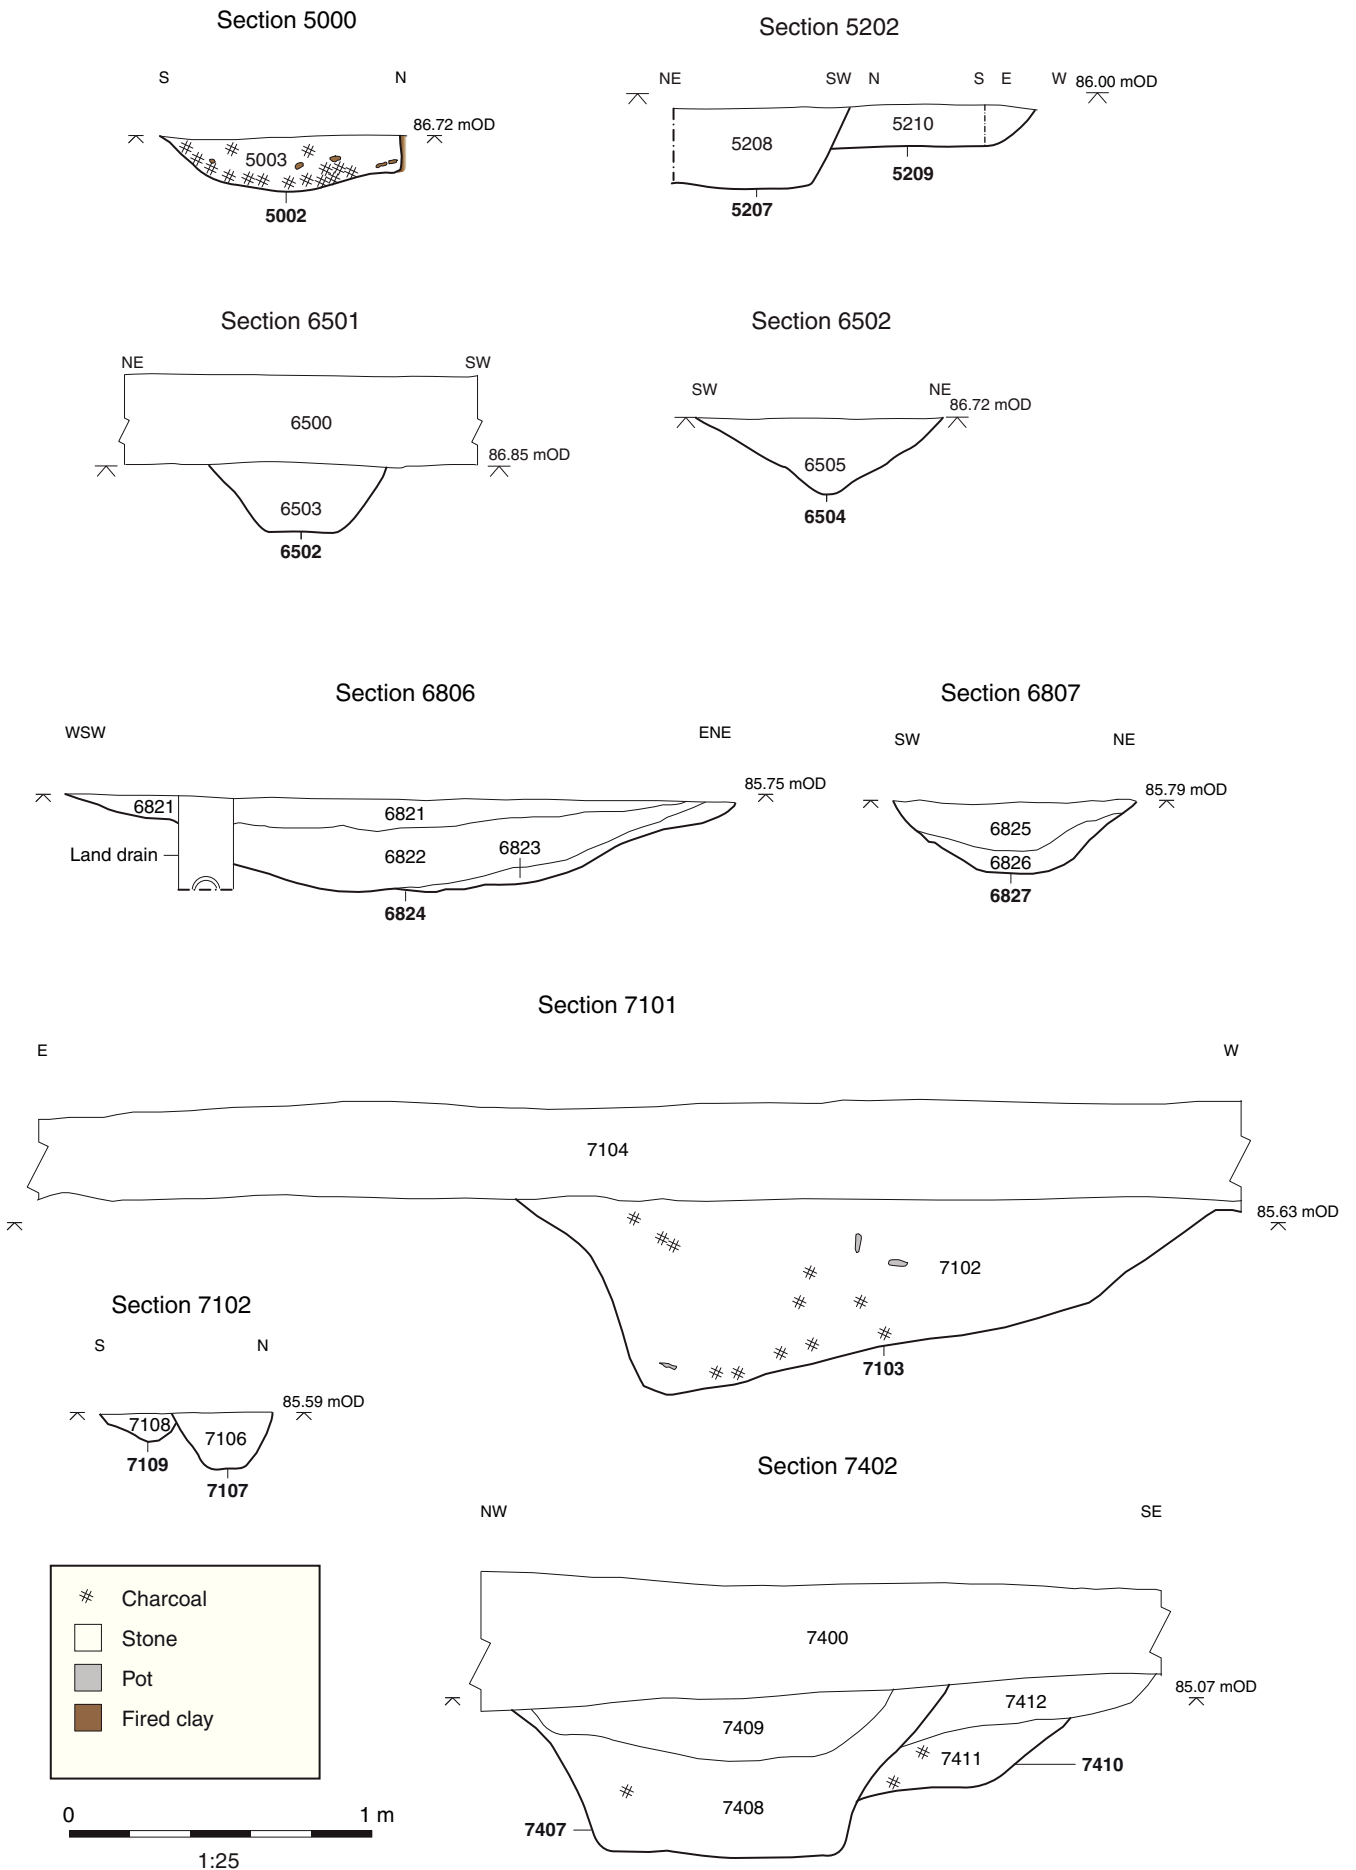 Section 5000
S N
86.72 mOD
5003
5002
Section 5202
NE SW N S E W 86.00 mOD
5208 5210
5209
5207
Section 6501
NE SW
6500
86.85 mOD
6503
6502
Section 6502
SW NE
86.72 mOD
6505
6504
Section 6806
WSW ENE
85.75 mOD
6821 6821
Land drain 6822 6823
6824
Section 6807
SW NE
85.79 mOD
6825
6826
6827
Section 7101
E W
7104
85.63 mOD
7102
7103
Section 7102
S N
85.59 mOD
7108 7106
7109
7107
Section 7402
NW SE
7400
85.07 mOD
7412
7409
7411 7410
7408
7407
Charcoal
Stone
Pot
Fired clay
0 1 m
1:25